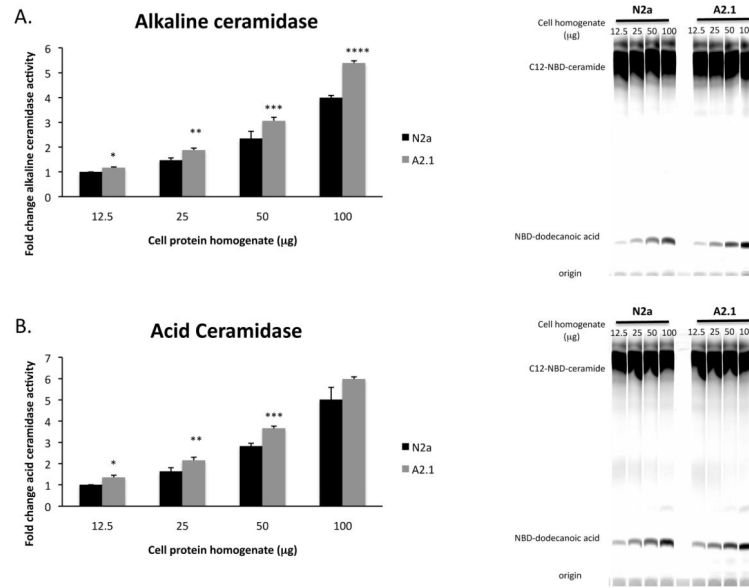 A.
Alkaline ceramidase
Fold change alkaline ceramidase activity
6
5
4
3
2
1
0
*
**
***
****
12.5 25 50 100
Cell protein homogenate (µg)
N2a
A2.1
N2a A2.1
Cell homogenate (µg)
12.5 25 50 100 12.5 25 50 10
C12-NBD-ceramide
NBD-dodecanoic acid
origin
B.
Acid Ceramidase
Fold change acid ceramidase activity
7
6
5
4
3
2
1
0
*
**
***
12.5 25 50 100
Cell protein homogenate (µg)
N2a
A2.1
N2a A2.1
Cell homogenate
(µg)
12.5 25 50 100 12.5 25 50 10
C12-NBD-ceramide
NBD-dodecanoic acid
origin